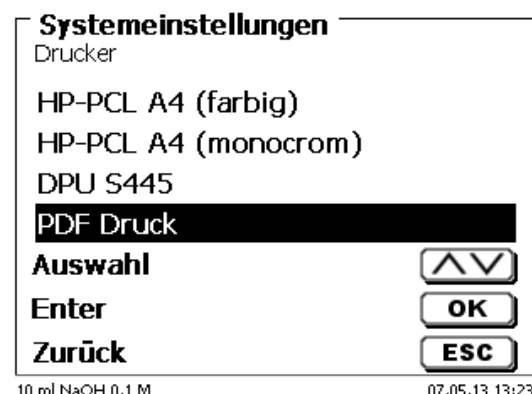 Systemeinstellungen
Drucker
HP-PCL A4 (farbig)
HP-PCL A4 (monocrom)
DPU S445
PDF Druck
Auswahl
Enter OK
Zurück ESC
10 ml NaOH 0.1 M 07.05.13 13:23